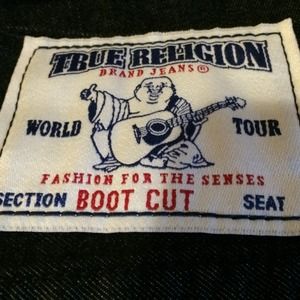 TRUE RELIGION
BRAND JEANS®
WORLD TOUR
FASHION FOR THE SENSES
SECTION BOOT CUT SEAT